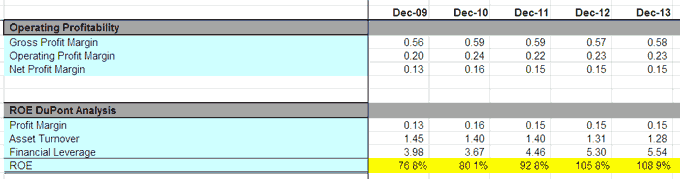 Dec-09 Dec-10 Dec-11 Dec-12 Dec-13
Operating Profitability
Gross Profit Margin 0.56 0.59 0.59 0.57 0.58
Operating Profit Margin 0.20 0.24 0.22 0.23 0.23
Net Profit Margin 0.13 0.16 0.15 0.15 0.15
ROE DuPont Analysis
Profit Margin 0.13 0.16 0.15 0.15 0.15
Asset Turnover 1.45 1.40 1.40 1.31 1.28
Financial Leverage 3.98 3.67 4.46 5.30 5.54
ROE 76.8% 80.1% 92.8% 105.8% 108.9%